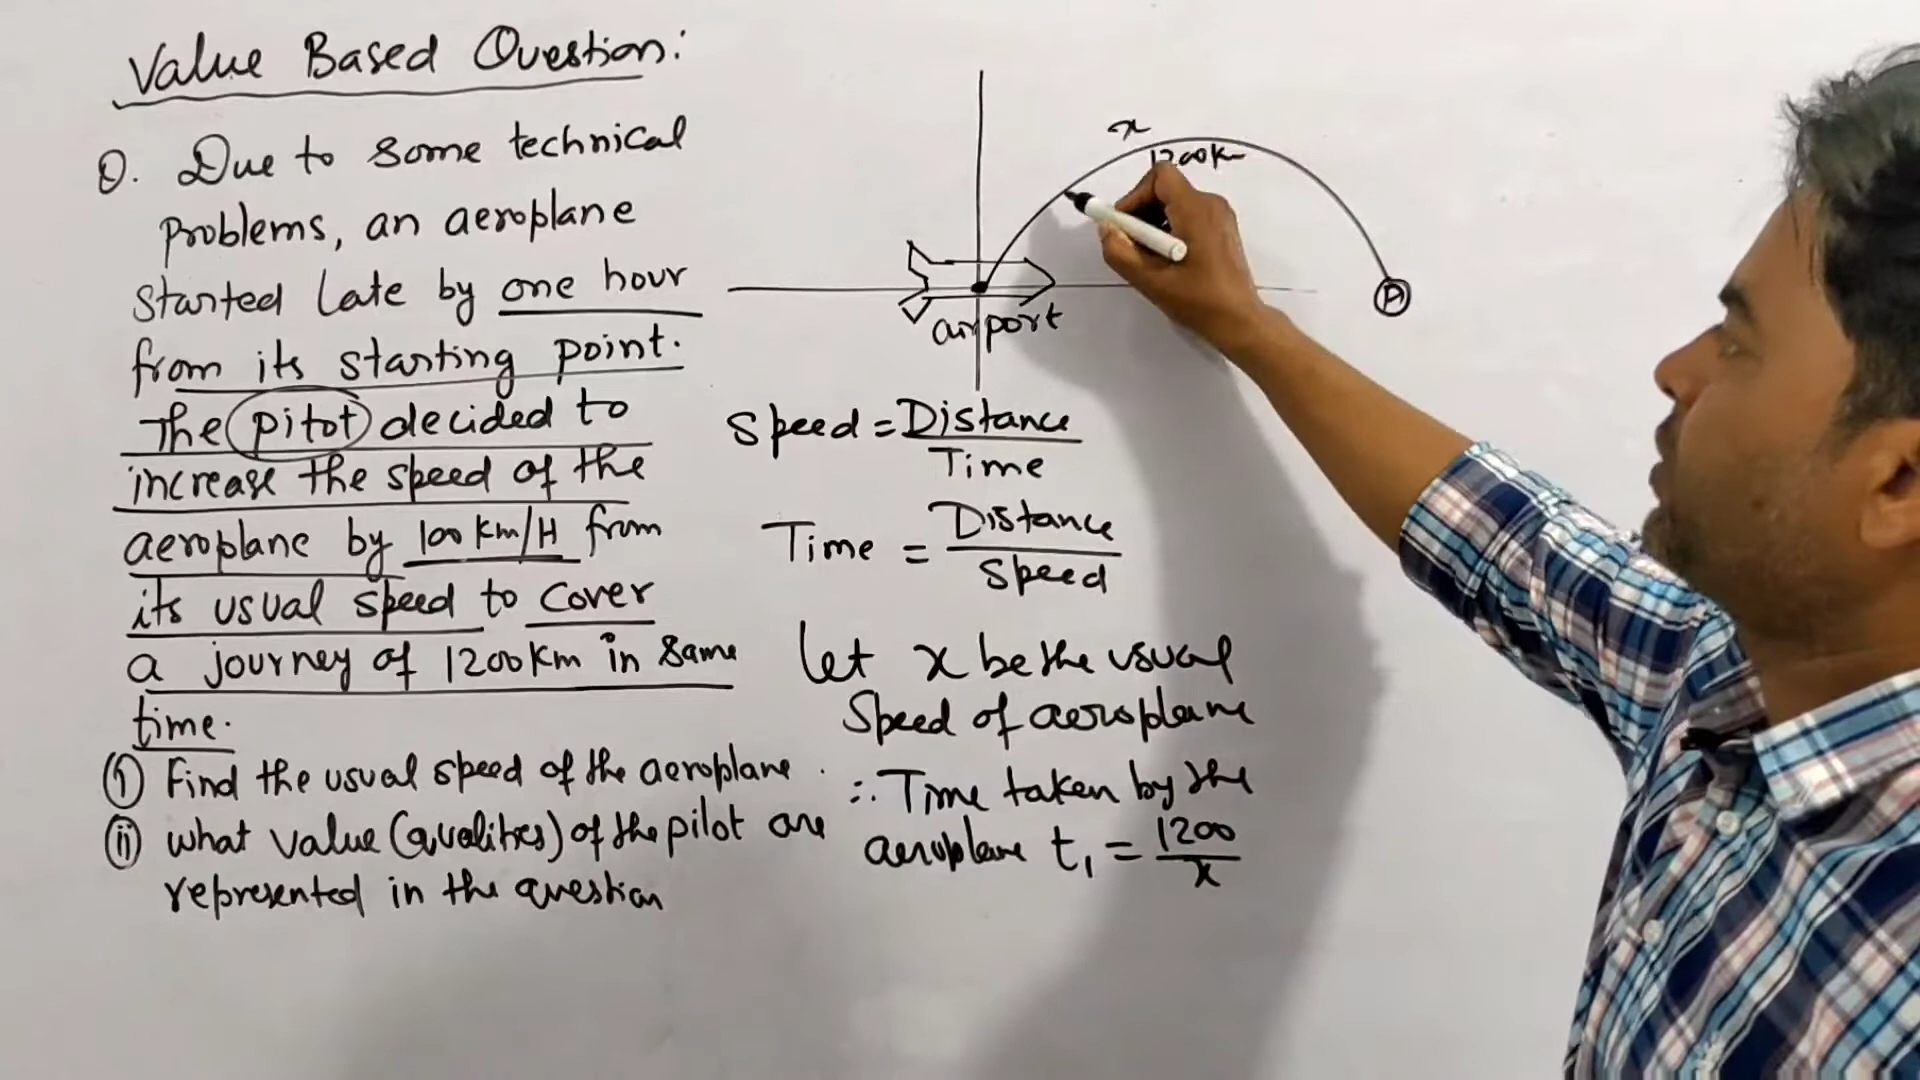 Value Based Question:
Q. Due to some technical
problems, an aeroplane
started late by one hour
from its starting point.
The pitot decided to
increase the speed of the
aeroplane by 100 km/H from
its usual speed to cover
a journey of 1200 km in same
time.
(i) Find the usual speed of the aeroplane.
(ii) what value (qualities) of the pilot are
represented in the question
x
1200 km
airport
P
Speed = Distance
Time
Time = Distance
Speed
let x be the usual
Speed of aeroplane
∴ Time taken by the
aeroplane t₁ = 1200
x